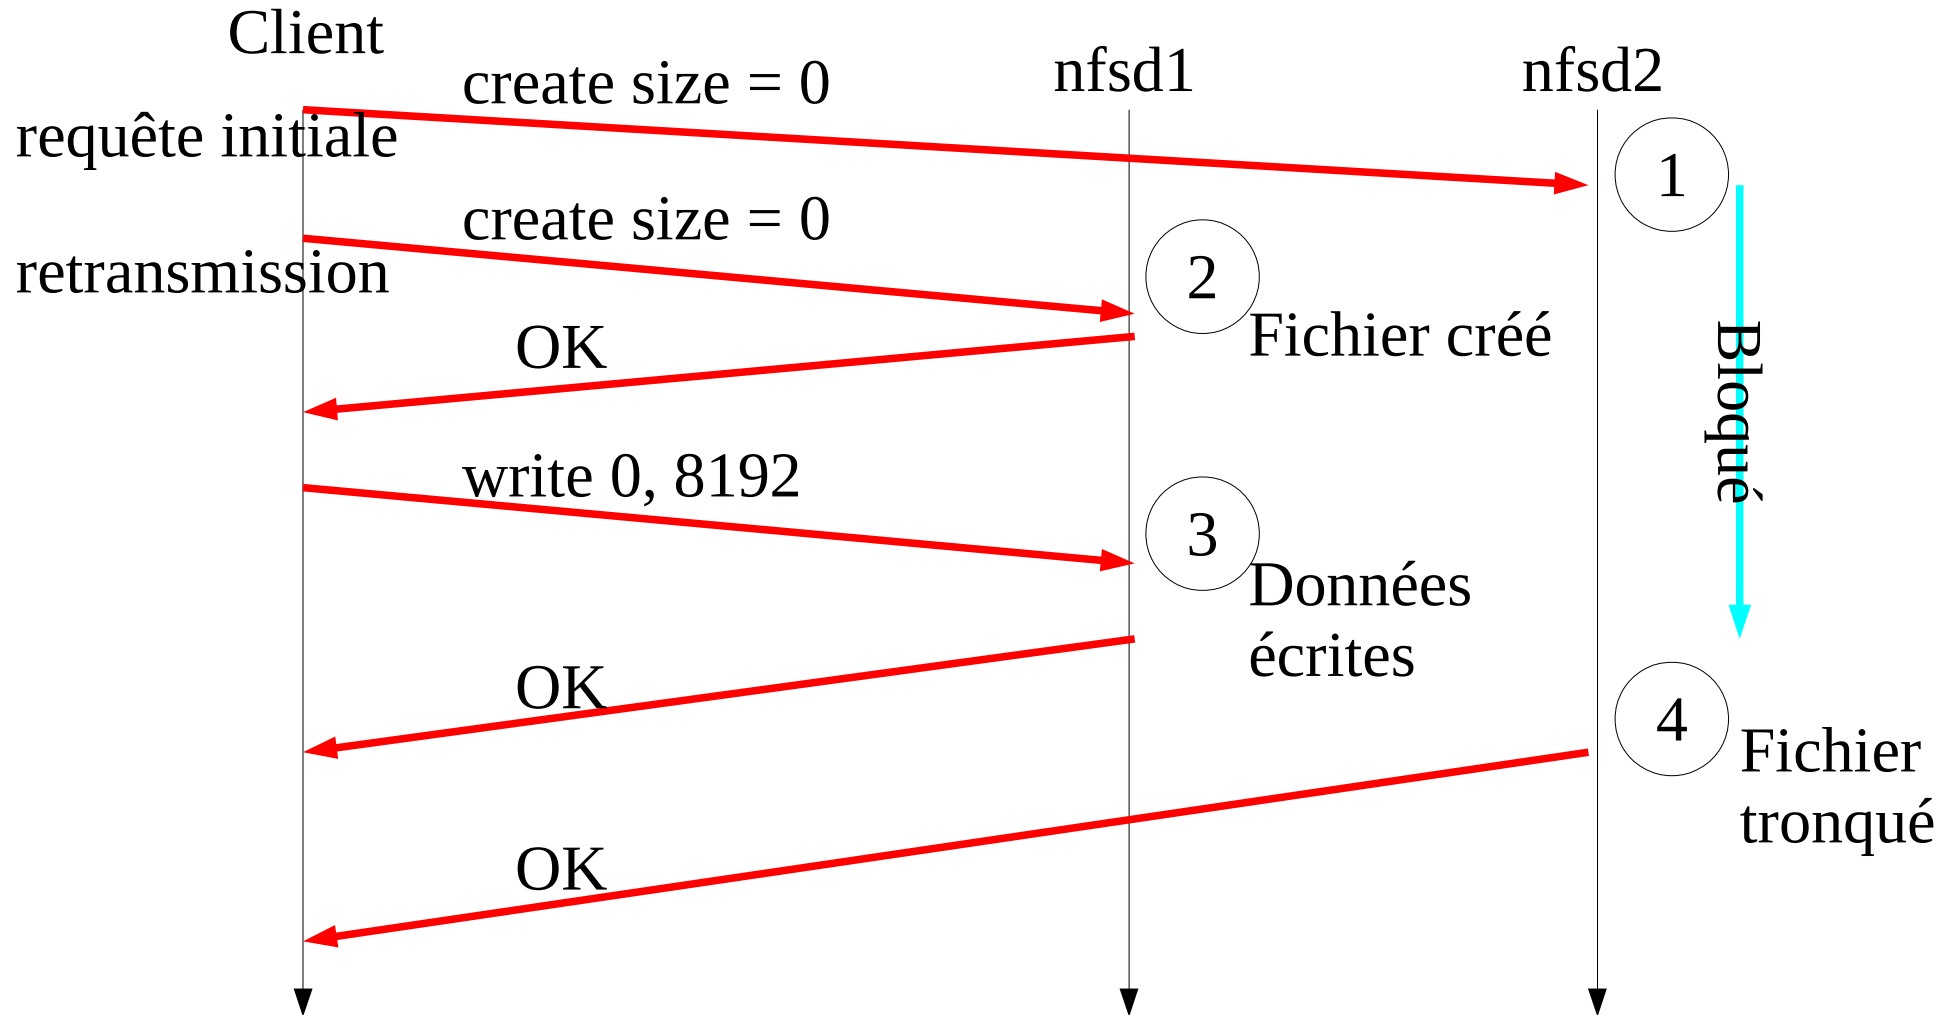 Client
nfsd1
nfsd2
create size = 0
requête initiale
1
create size = 0
retransmission
2
Fichier créé
OK
Bloqué
write 0, 8192
3
Données
écrites
OK
4
Fichier
tronqué
OK